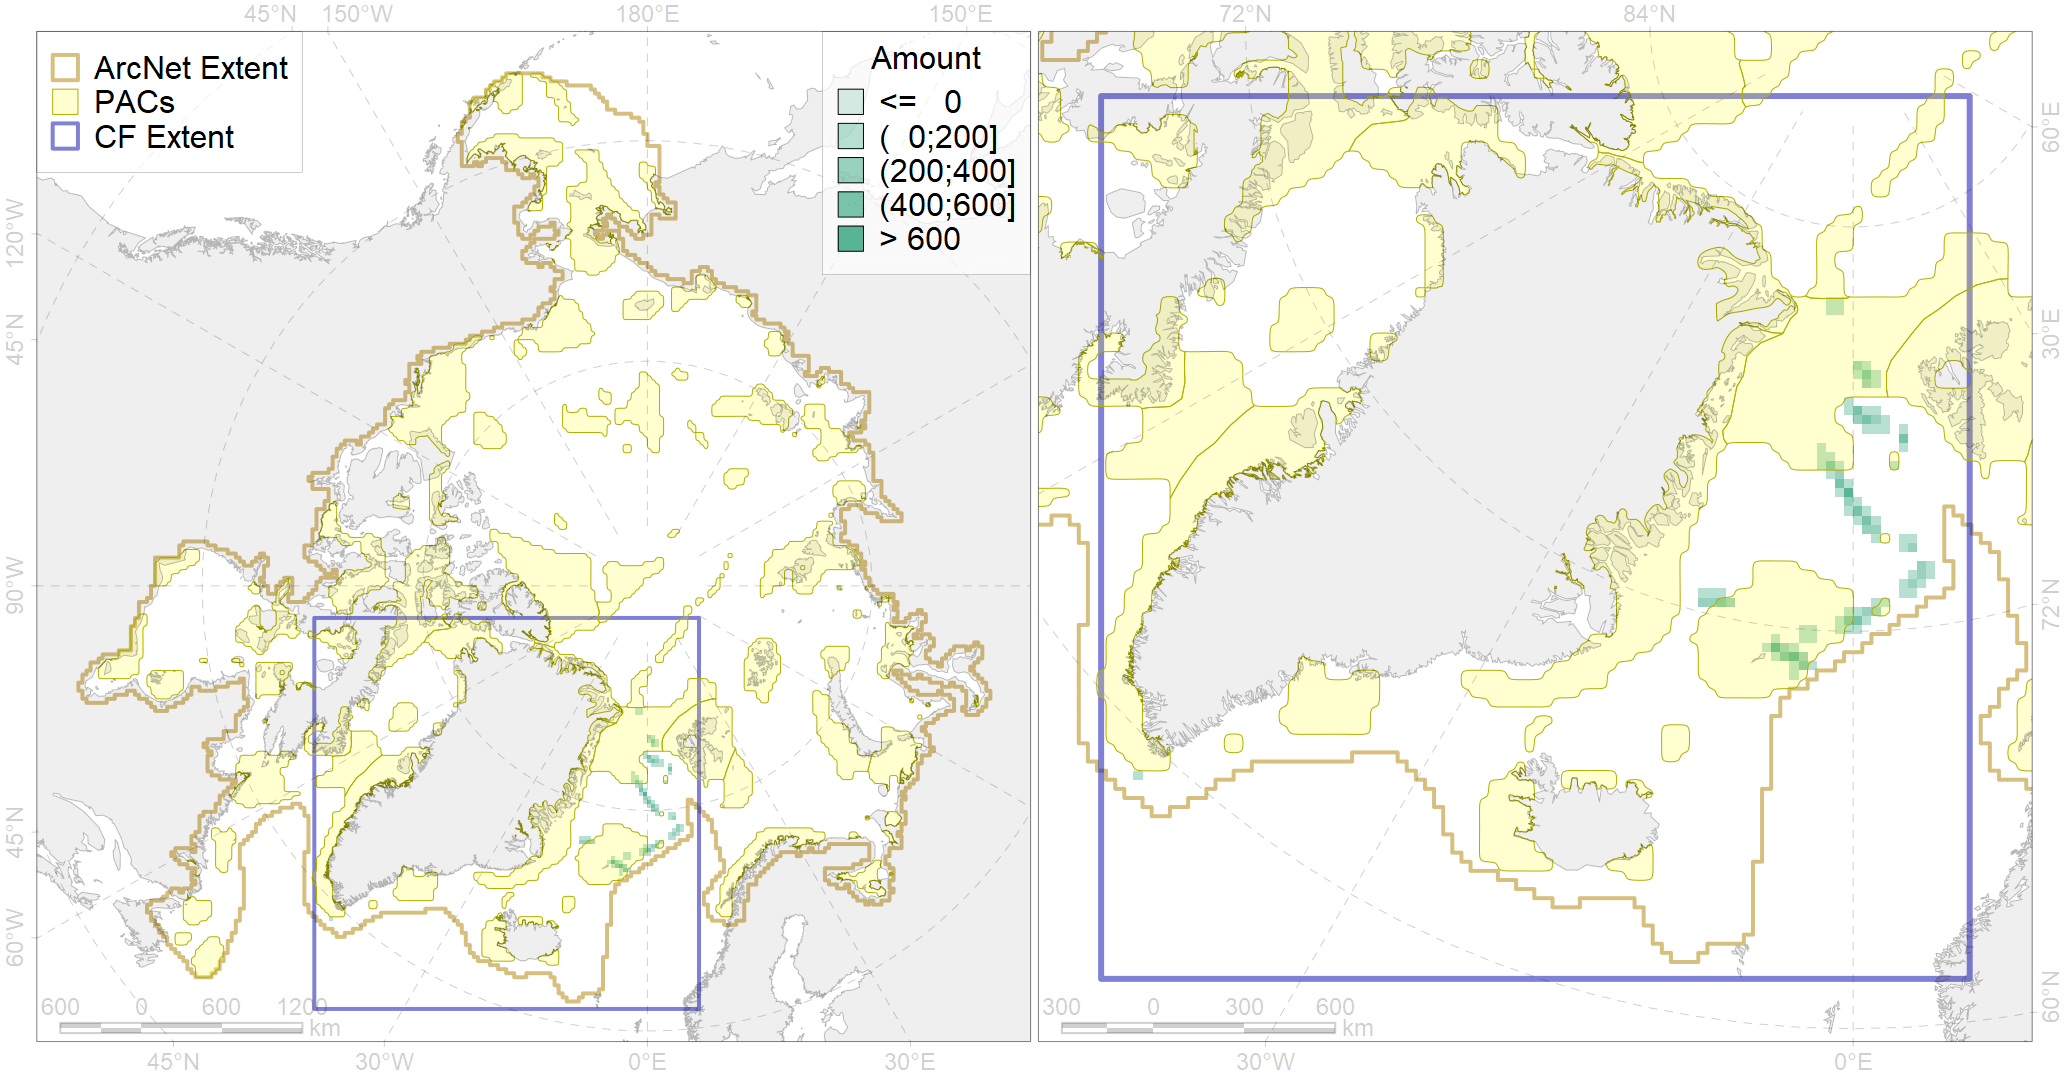 45°N 150°W 180°E 150°E 72°N 84°N
ArcNet Extent
PACs
CF Extent
Amount
<= 0
( 0;200]
(200;400]
(400;600]
> 600
120°W
45°N
90°W
45°N
60°W
60°E
30°E
72°N
60°N
600 0 600 1200
km
300 0 300 600
km
45°N 30°W 0°E 30°E 30°W 0°E